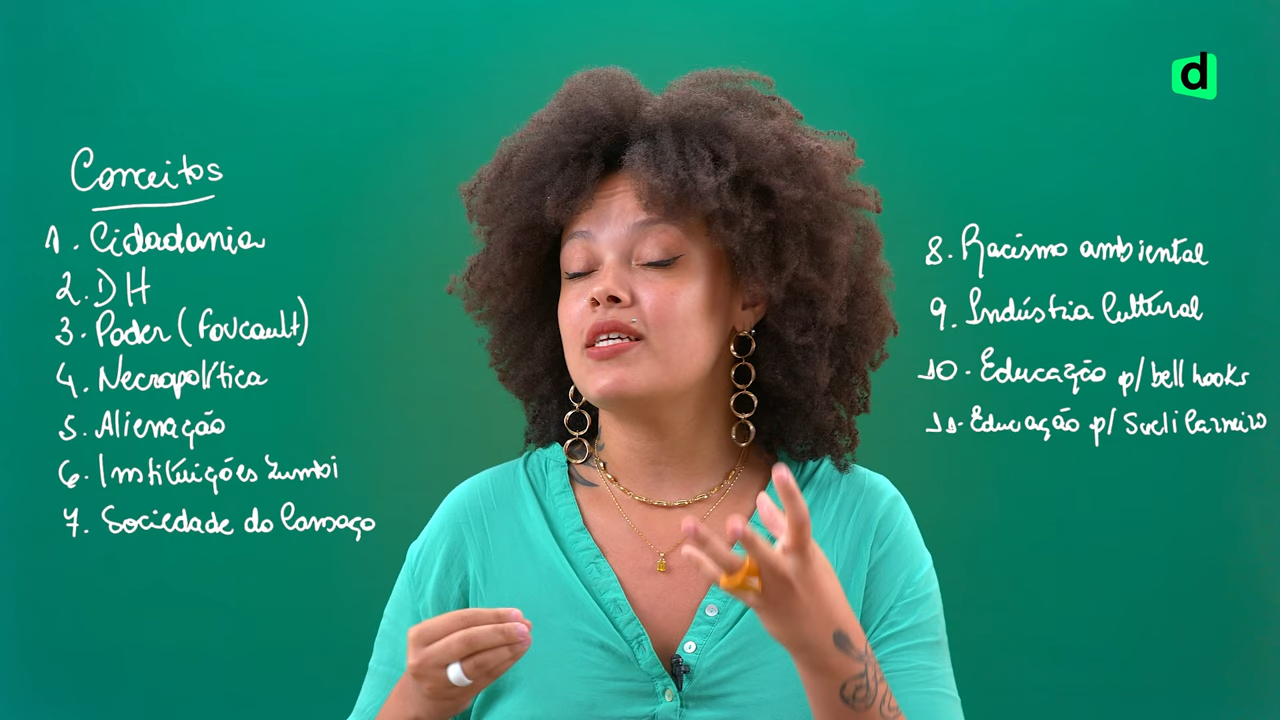 Conceitos
1. Cidadania
2. DH
3. Poder (Foucault)
4. Necropolítica
5. Alienação
6. Instituições zumbi
7. Sociedade do Cansaço
8. Racismo ambiental
9. Indústria Cultural
10. Educação p/ bell hooks
11. Educação p/ Sueli Carneiro
d